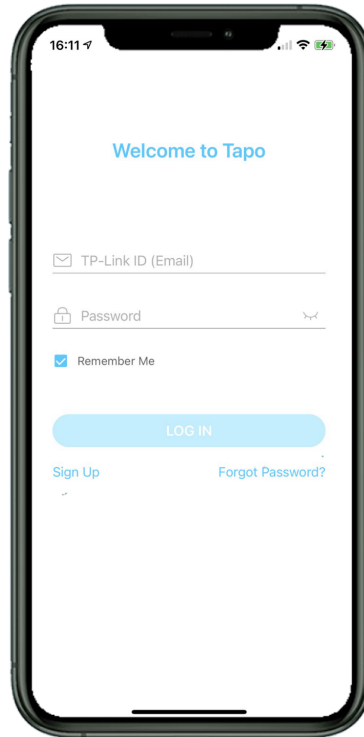 16:11
Welcome to Tapo
TP-Link ID (Email)
Password
Remember Me
LOG IN
Sign Up Forgot Password?